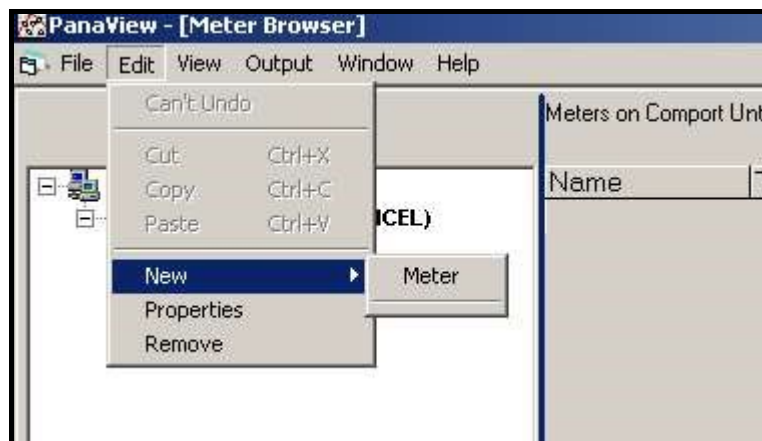 PanaView - [Meter Browser]
File Edit View Output Window Help
Can't Undo
Meters on Comport
Cut Ctrl+X
Name
Copy Ctrl+C
Paste Ctrl+V
ICEL)
New Meter
Properties
Remove